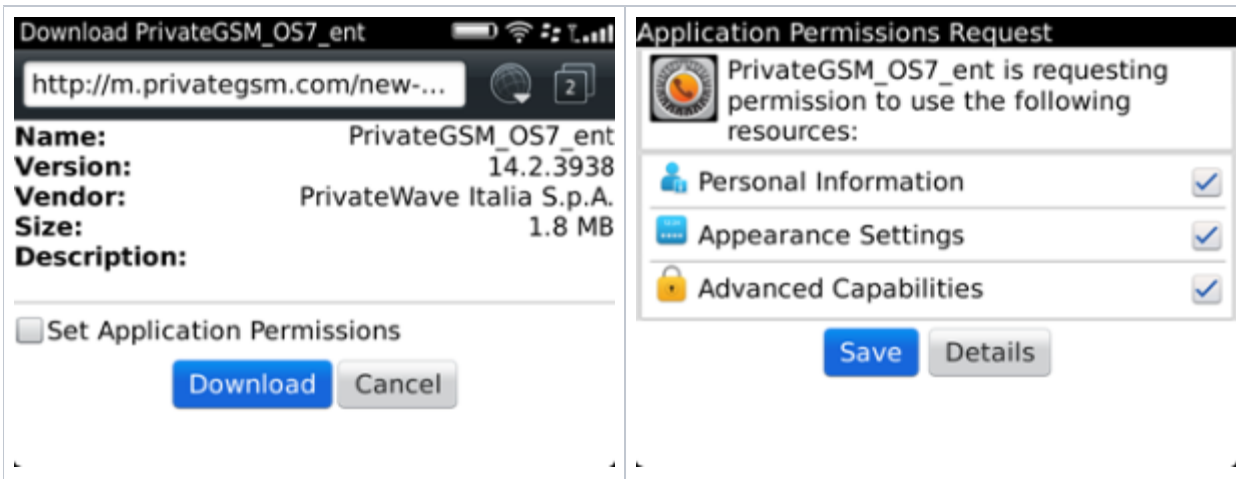 Download PrivateGSM_OS7_ent
http://m.privategsm.com/new-...
2
Name: PrivateGSM_OS7_ent
Version: 14.2.3938
Vendor: PrivateWave Italia S.p.A.
Size: 1.8 MB
Description:
Set Application Permissions
Download Cancel
Application Permissions Request
PrivateGSM_OS7_ent is requesting
permission to use the following
resources:
Personal Information
Appearance Settings
Advanced Capabilities
Save Details